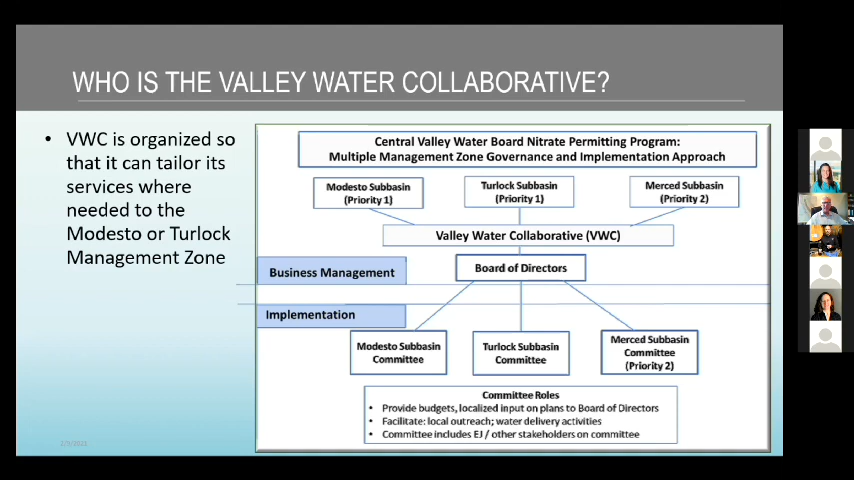 WHO IS THE VALLEY WATER COLLABORATIVE?
• VWC is organized so
that it can tailor its
services where
needed to the
Modesto or Turlock
Management Zone
Central Valley Water Board Nitrate Permitting Program:
Multiple Management Zone Governance and Implementation Approach
Modesto Subbasin
(Priority 1)
Turlock Subbasin
(Priority 1)
Merced Subbasin
(Priority 2)
Valley Water Collaborative (VWC)
Business Management
Board of Directors
Implementation
Modesto Subbasin
Committee
Turlock Subbasin
Committee
Merced Subbasin
Committee
(Priority 2)
Committee Roles
• Provide budgets, localized input on plans to Board of Directors
• Facilitate: local outreach; water delivery activities
• Committee includes EJ / other stakeholders on committee